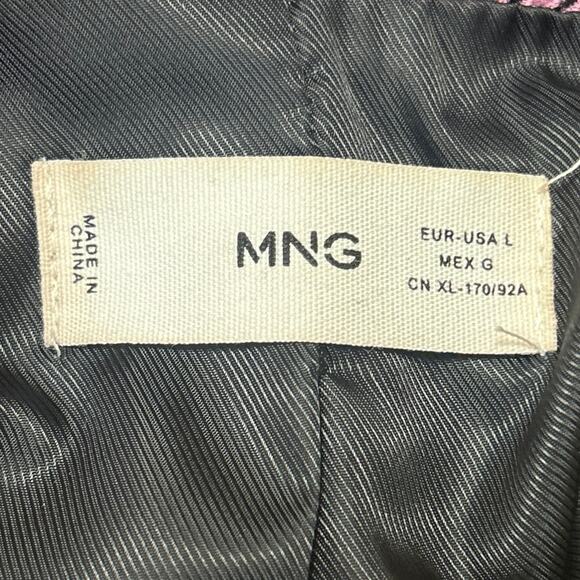 MADE IN
CHINA
MNG
EUR-USA L
MEX G
CN XL-170/92A